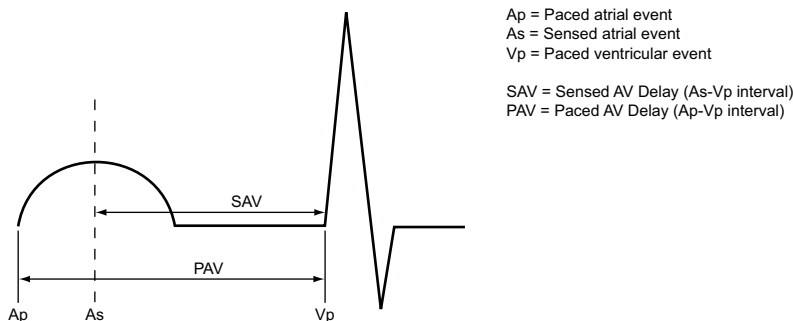 Ap = Paced atrial event
As = Sensed atrial event
Vp = Paced ventricular event
SAV = Sensed AV Delay (As-Vp interval)
PAV = Paced AV Delay (Ap-Vp interval)
SAV
PAV
Ap As Vp